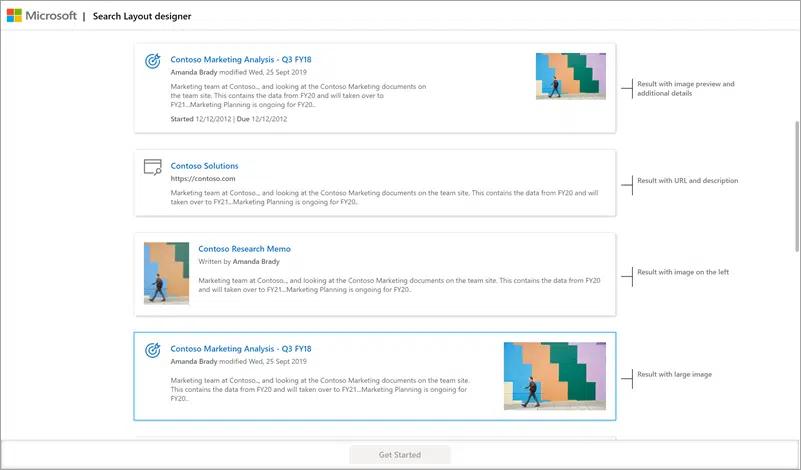 Microsoft | Search Layout designer
Contoso Marketing Analysis - Q3 FY18
Amanda Brady modified Wed, 25 Sept 2019
Marketing team at Contoso.., and looking at the Contoso Marketing documents on
the team site. This contains the data from FY20 and will taken over to
FY21...Marketing Planning is ongoing for FY20..
Started 12/12/2012 | Due 12/12/2012
Result with image preview and
additional details
Contoso Solutions
https://contoso.com
Marketing team at Contoso.., and looking at the Contoso Marketing documents on the team site. This contains the data from FY20 and will
taken over to FY21...Marketing Planning is ongoing for FY20..
Result with URL and description
Contoso Research Memo
Written by Amanda Brady
Marketing team at Contoso.., and looking at the Contoso Marketing documents on the team site. This contains the data from FY20
and will taken over to FY21...Marketing Planning is ongoing for FY20..
Result with image on the left
Contoso Marketing Analysis - Q3 FY18
Amanda Brady modified Wed, 25 Sept 2019
Marketing team at Contoso.., and looking at the Contoso Marketing documents on the team site.
This contains the data from FY20 and will taken over to FY21...Marketing Planning is ongoing for
FY20..
Result with large image
Get Started